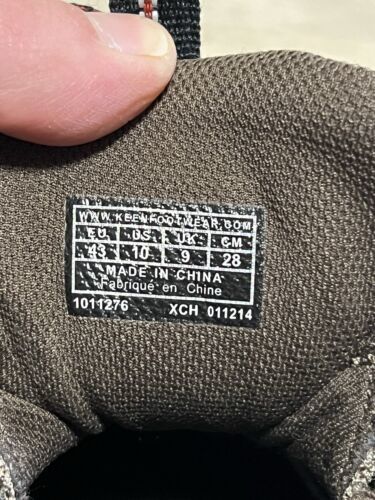 WWW.KEENFOOTWEAR.COM
EU US UK CM
43 10 9 28
MADE IN CHINA
Fabriqué en Chine
1011276 XCH 011214